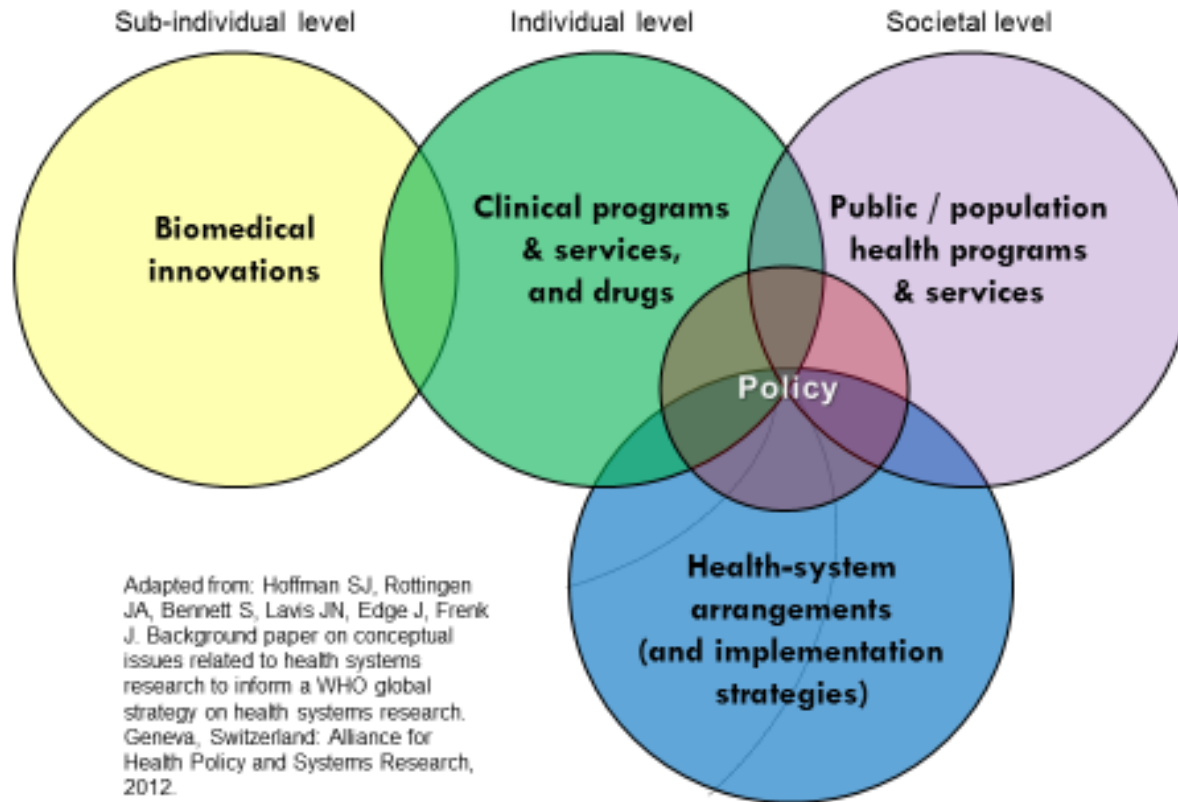 Sub-individual level
Individual level
Societal level
Biomedical
innovations
Clinical programs
& services,
and drugs
Public / population
health programs
& services
Policy
Health-system
arrangements
(and implementation
strategies)
Adapted from: Hoffman SJ, Rottingen
JA, Bennett S, Lavis JN, Edge J, Frenk
J. Background paper on conceptual
issues related to health systems
research to inform a WHO global
strategy on health systems research.
Geneva, Switzerland: Alliance for
Health Policy and Systems Research,
2012.